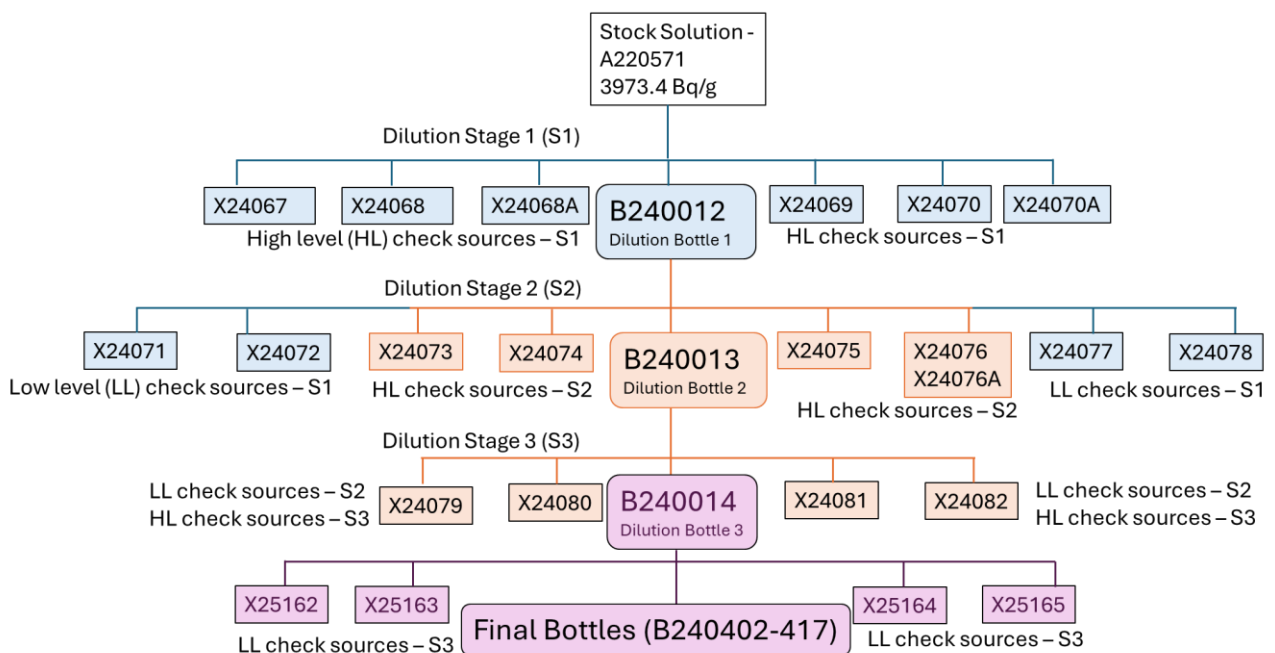 Stock Solution -
A220571
3973.4 Bq/g
Dilution Stage 1 (S1)
X24067
X24068
X24068A
B240012
Dilution Bottle 1
X24069
X24070
X24070A
High level (HL) check sources – S1
HL check sources – S1
Dilution Stage 2 (S2)
X24071
X24072
X24073
X24074
B240013
Dilution Bottle 2
X24075
X24076
X24076A
X24077
X24078
Low level (LL) check sources – S1
HL check sources – S2
HL check sources – S2
LL check sources – S1
Dilution Stage 3 (S3)
LL check sources – S2
HL check sources – S3
X24079
X24080
B240014
Dilution Bottle 3
X24081
X24082
LL check sources – S2
HL check sources – S3
X25162
X25163
X25164
X25165
LL check sources – S3
Final Bottles (B240402-417)
LL check sources – S3